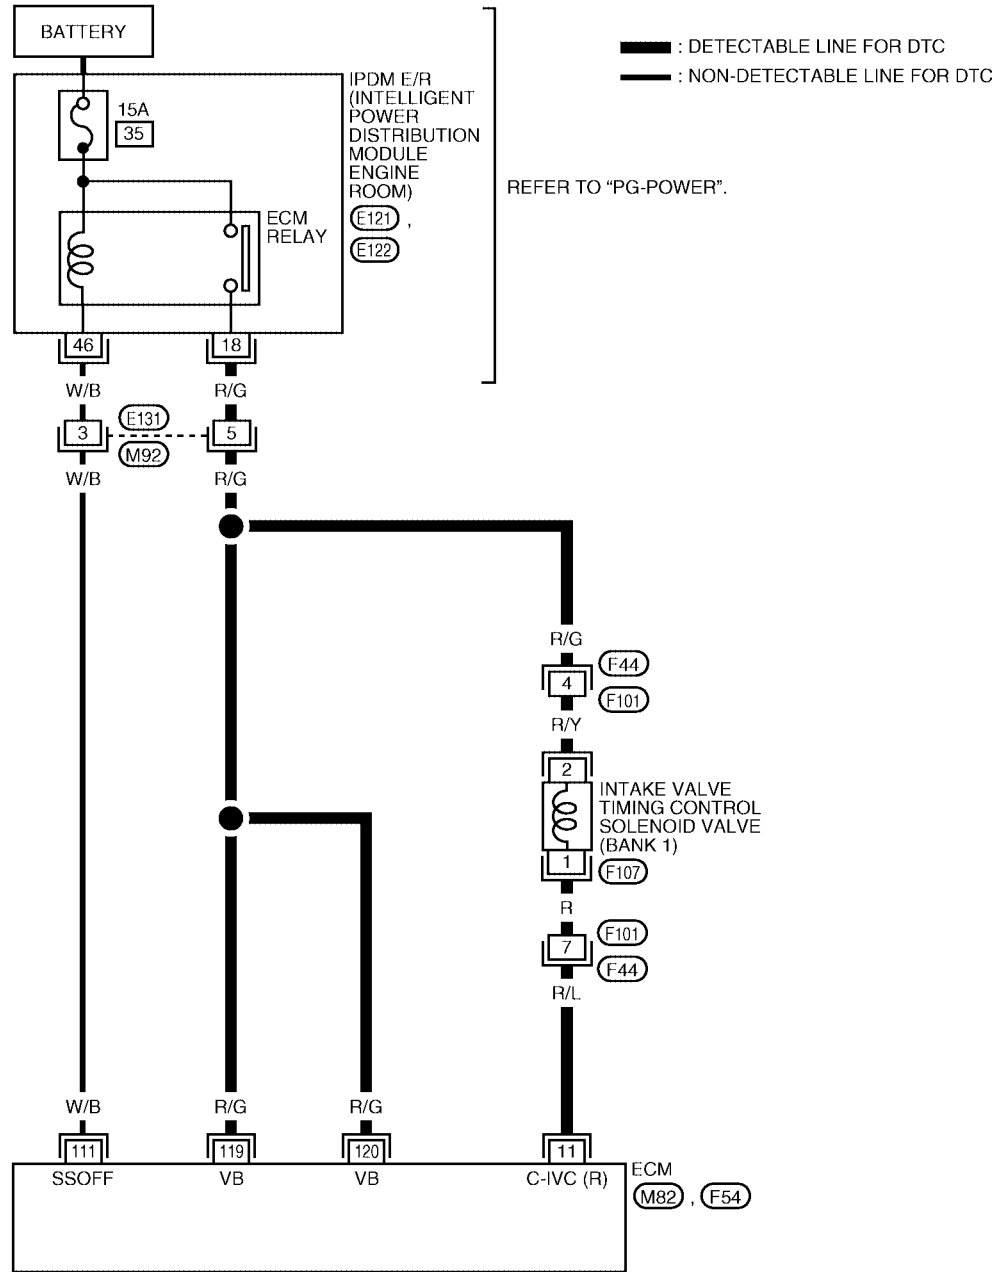 BATTERY
: DETECTABLE LINE FOR DTC
: NON-DETECTABLE LINE FOR DTC
IPDM E/R
(INTELLIGENT
POWER
DISTRIBUTION
MODULE
ENGINE
ROOM)
E121 ,
E122
15A
35
REFER TO “PG-POWER”.
ECM
RELAY
46
18
W/B
R/G
3
E131
M92
5
W/B
R/G
R/G
4
F44
F101
R/Y
2
INTAKE VALVE
TIMING CONTROL
SOLENOID VALVE
(BANK 1)
1
F107
R
7
F101
F44
R/L
W/B
R/G
R/G
111
119
120
11
SSOFF
VB
VB
C-IVC (R)
ECM
M82 , F54